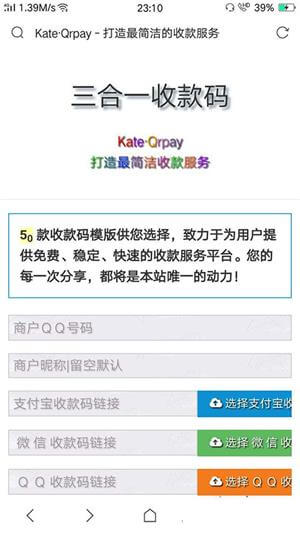 1.39M/s 23:10 39%
Kate·Qrpay - 打造最简洁的收款服务
三合一收款码
Kate·Qrpay
打造最简洁收款服务
50 款收款码模版供您选择，致力于为用户提
供免费、稳定、快速的收款服务平台。您的
每一次分享，都将是本站唯一的动力！
商户ＱＱ号码
商户昵称|留空默认
支付宝收款码链接 选择支付宝收
微 信 收款码链接 选择 微 信 收
Ｑ Ｑ 收款码链接 选择 Ｑ Ｑ 收